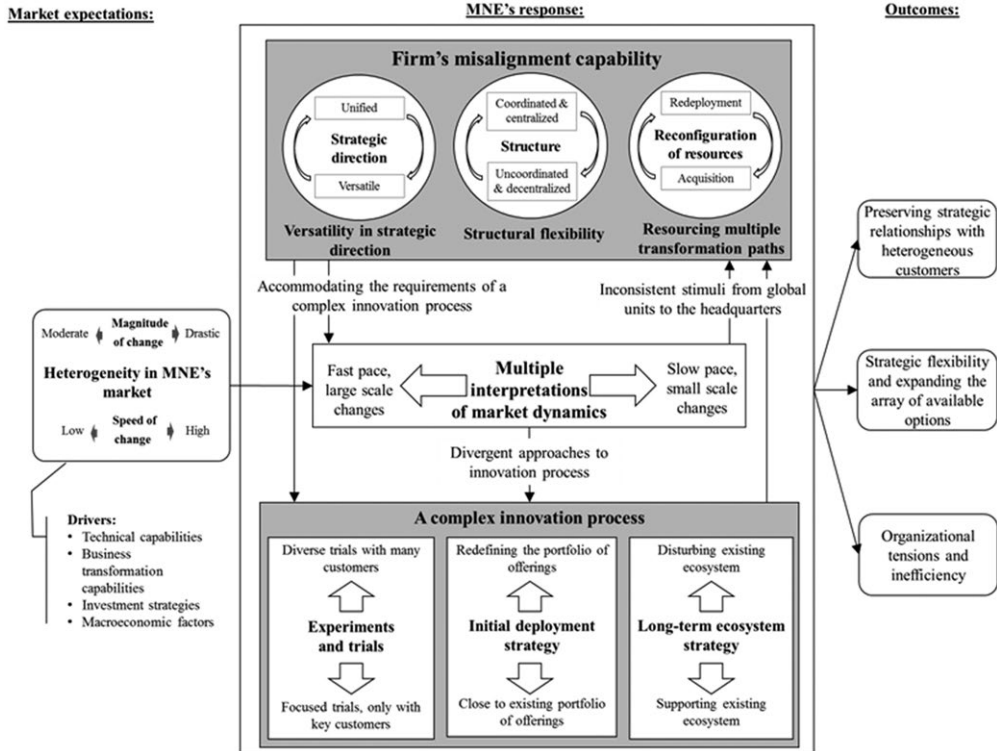 Market expectations:
MNE's response:
Outcomes:
Firm's misalignment capability
Unified
Strategic
direction
Versatile
Versatility in strategic
direction
Coordinated &
centralized
Structure
Uncoordinated
& decentralized
Structural flexibility
Redeployment
Reconfiguration
of resources
Acquisition
Resourcing multiple
transformation paths
Accommodating the requirements of a
complex innovation process
Inconsistent stimuli from global
units to the headquarters
Moderate
Magnitude
of change
Drastic
Heterogeneity in MNE's
market
Low
Speed of
change
High
Drivers:
• Technical capabilities
• Business
transformation
capabilities
• Investment strategies
• Macroeconomic factors
Fast pace,
large scale
changes
Multiple
interpretations
of market dynamics
Slow pace,
small scale
changes
Divergent approaches to
innovation process
A complex innovation process
Diverse trials with many
customers
Experiments
and trials
Focused trials, only with
key customers
Redefining the portfolio of
offerings
Initial deployment
strategy
Close to existing portfolio
of offerings
Disturbing existing
ecosystem
Long-term ecosystem
strategy
Supporting existing
ecosystem
Preserving strategic
relationships with
heterogeneous
customers
Strategic flexibility
and expanding the
array of available
options
Organizational
tensions and
inefficiency